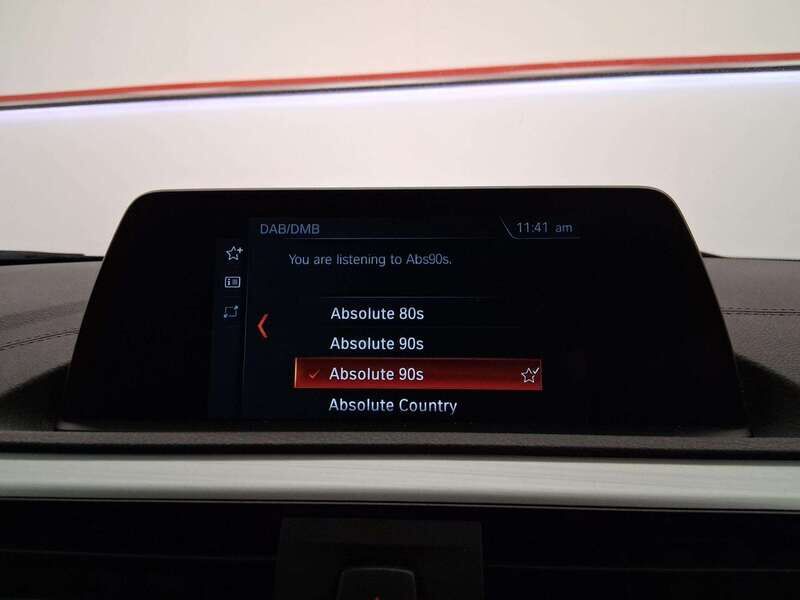 DAB/DMB
11:41 am
You are listening to Abs90s.
Absolute 80s
Absolute 90s
Absolute 90s
Absolute Country